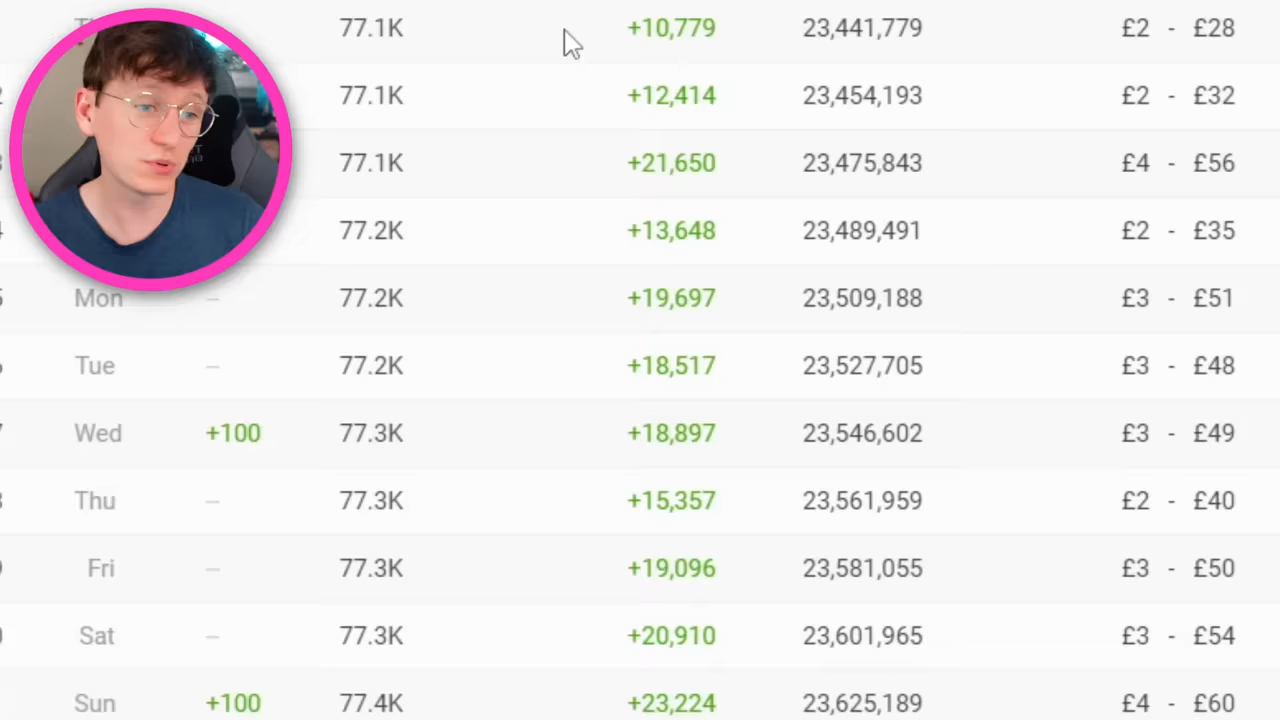 77.1K +10,779 23,441,779 £2 - £28
77.1K +12,414 23,454,193 £2 - £32
77.1K +21,650 23,475,843 £4 - £56
77.2K +13,648 23,489,491 £2 - £35
Mon – 77.2K +19,697 23,509,188 £3 - £51
Tue – 77.2K +18,517 23,527,705 £3 - £48
Wed +100 77.3K +18,897 23,546,602 £3 - £49
Thu – 77.3K +15,357 23,561,959 £2 - £40
Fri – 77.3K +19,096 23,581,055 £3 - £50
Sat – 77.3K +20,910 23,601,965 £3 - £54
Sun +100 77.4K +23,224 23,625,189 £4 - £60